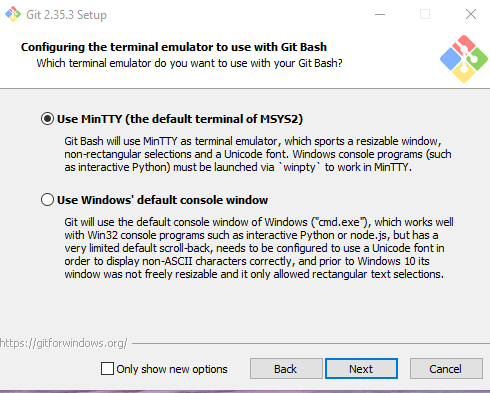 Git 2.35.3 Setup
Configuring the terminal emulator to use with Git Bash
Which terminal emulator do you want to use with your Git Bash?
Use MinTTY (the default terminal of MSYS2)
Git Bash will use MinTTY as terminal emulator, which sports a resizable window,
non-rectangular selections and a Unicode font. Windows console programs (such
as interactive Python) must be launched via `winpty` to work in MinTTY.
Use Windows' default console window
Git will use the default console window of Windows ("cmd.exe"), which works well
with Win32 console programs such as interactive Python or node.js, but has a
very limited default scroll-back, needs to be configured to use a Unicode font in
order to display non-ASCII characters correctly, and prior to Windows 10 its
window was not freely resizable and it only allowed rectangular text selections.
https://gitforwindows.org/
Only show new options
Back
Next
Cancel